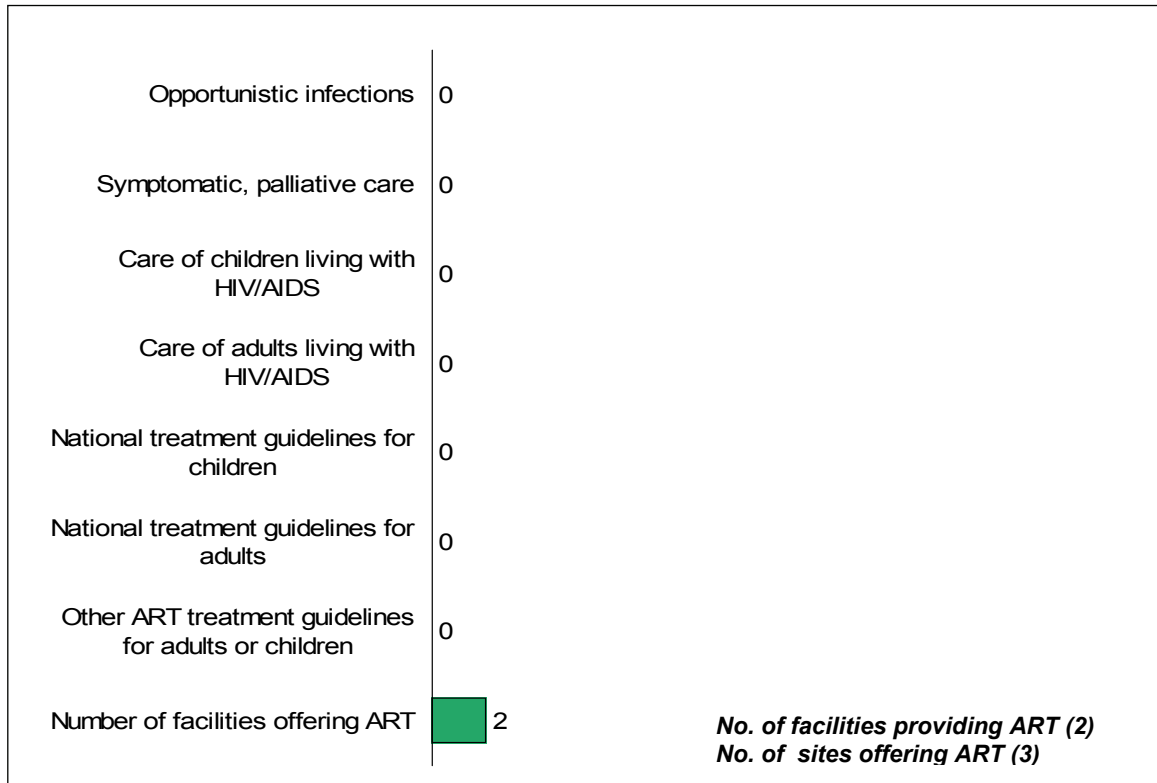 Opportunistic infections 0
Symptomatic, palliative care 0
Care of children living with
HIV/AIDS 0
Care of adults living with
HIV/AIDS 0
National treatment guidelines for
children 0
National treatment guidelines for
adults 0
Other ART treatment guidelines
for adults or children 0
Number of facilities offering ART 2
No. of facilities providing ART (2)
No. of sites offering ART (3)